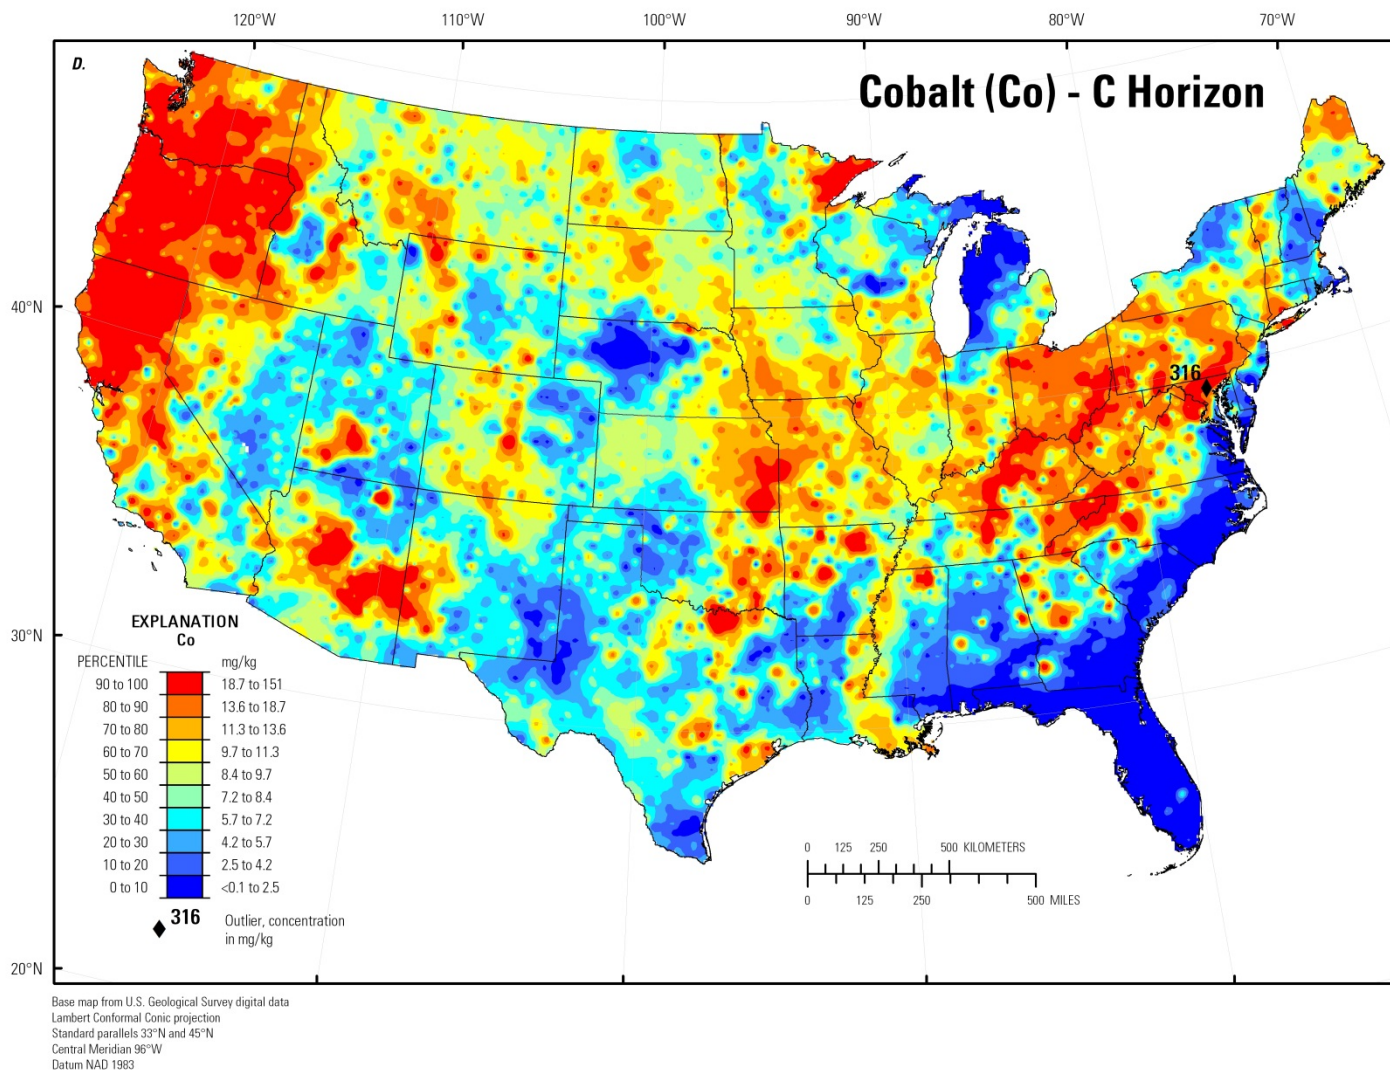 120°W 110°W 100°W 90°W 80°W 70°W
D.
Cobalt (Co) - C Horizon
40°N
316
30°N
EXPLANATION
Co
PERCENTILE mg/kg
90 to 100 18.7 to 151
80 to 90 13.6 to 18.7
70 to 80 11.3 to 13.6
60 to 70 9.7 to 11.3
50 to 60 8.4 to 9.7
40 to 50 7.2 to 8.4
30 to 40 5.7 to 7.2
20 to 30 4.2 to 5.7
10 to 20 2.5 to 4.2
0 to 10 <0.1 to 2.5
316 Outlier, concentration
in mg/kg
0 125 250 500 KILOMETERS
0 125 250 500 MILES
20°N
Base map from U.S. Geological Survey digital data
Lambert Conformal Conic projection
Standard parallels 33°N and 45°N
Central Meridian 96°W
Datum NAD 1983